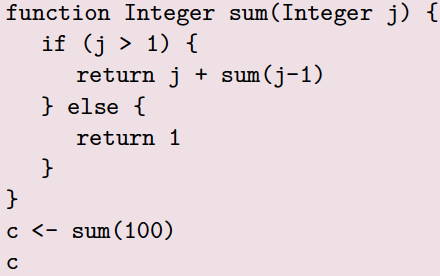 function Integer sum(Integer j) {
if (j > 1) {
return j + sum(j-1)
} else {
return 1
}
}
c <- sum(100)
c